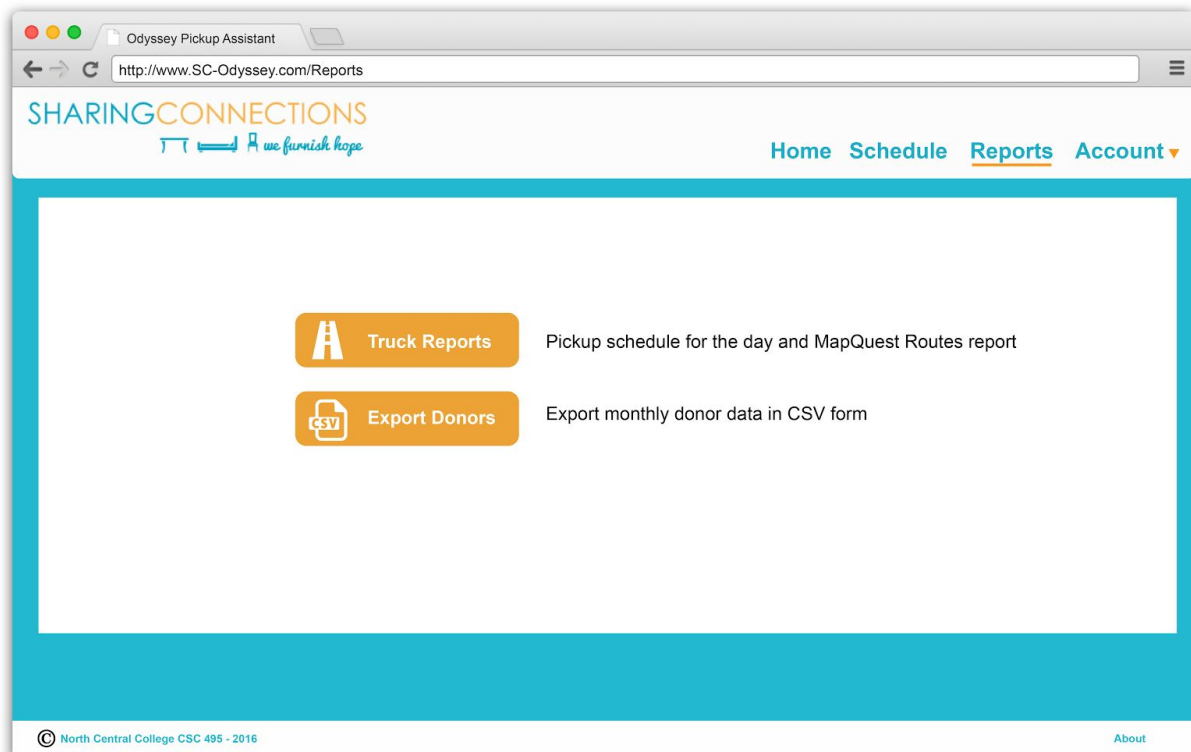 Odyssey Pickup Assistant
http://www.SC-Odyssey.com/Reports
SHARINGCONNECTIONS
we furnish hope
Home Schedule Reports Account
Truck Reports
Pickup schedule for the day and MapQuest Routes report
CSV
Export Donors
Export monthly donor data in CSV form
© North Central College CSC 495 - 2016
About